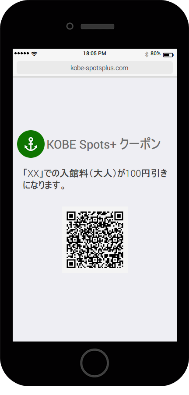 18:05 PM
80%
kobe-spotsplus.com
KOBE Spots+ クーポン
「XX」での入館料（大人）が100円引き
になります。